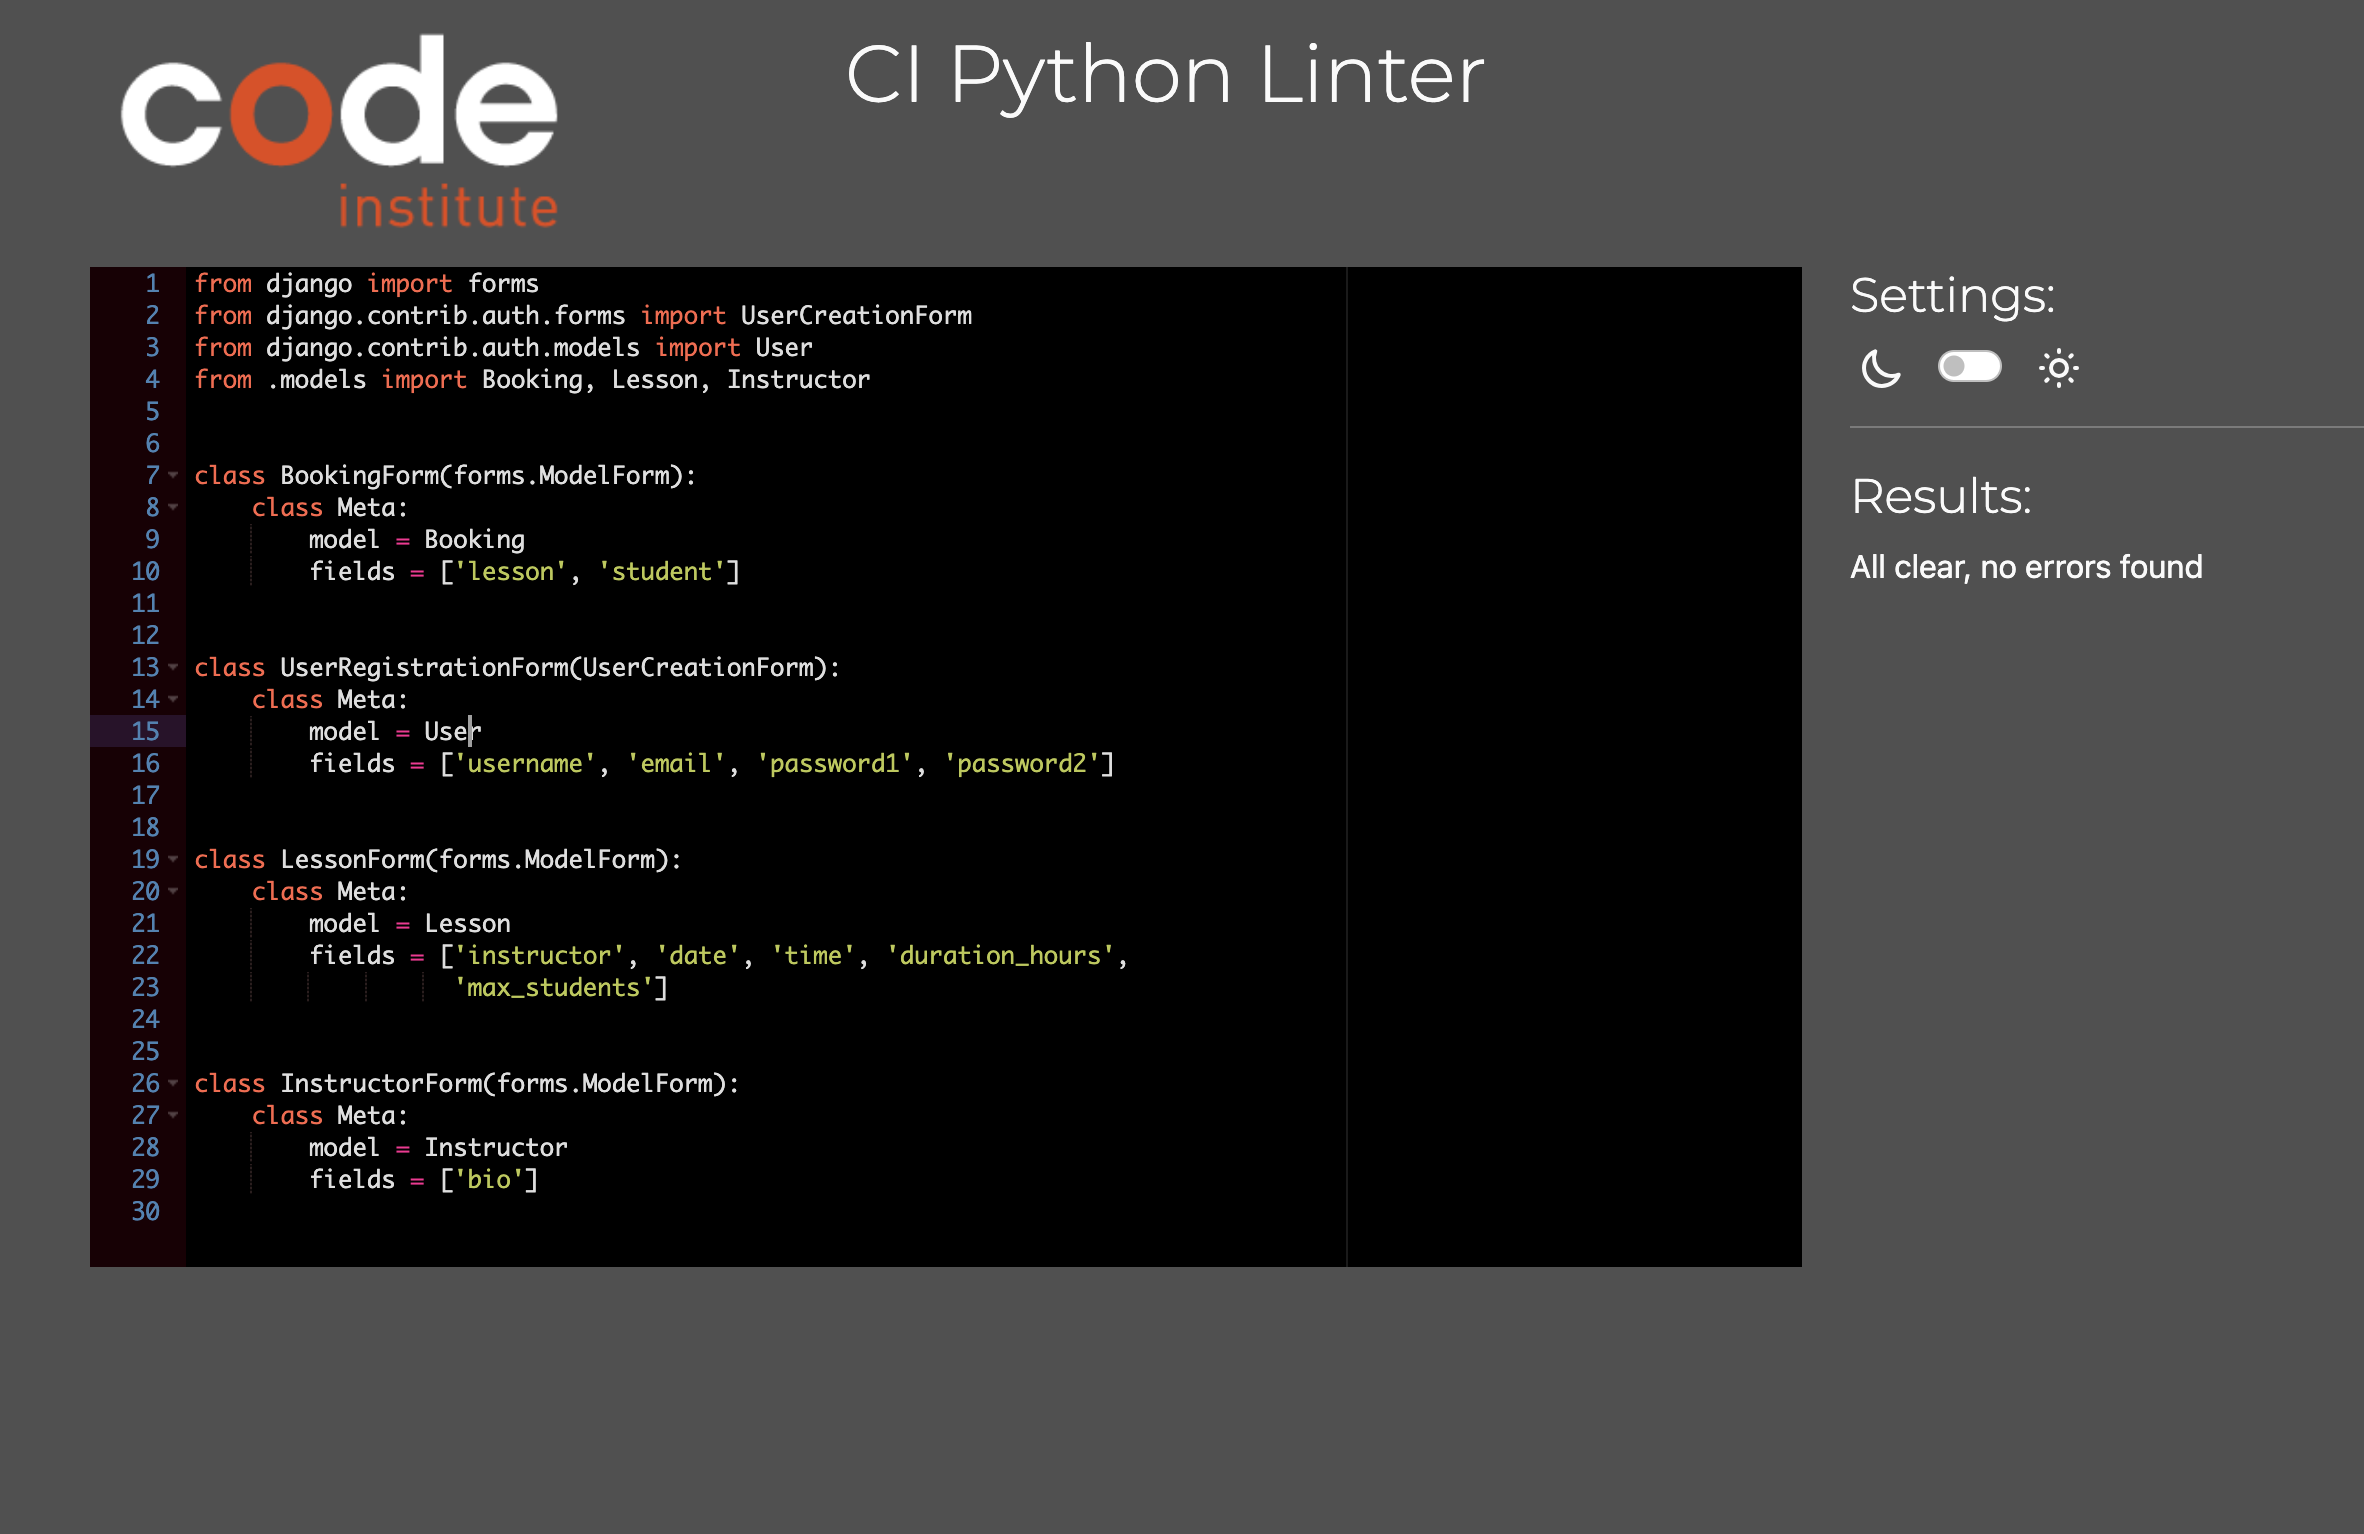 code
institute
CI Python Linter
1 from django import forms
2 from django.contrib.auth.forms import UserCreationForm
3 from django.contrib.auth.models import User
4 from .models import Booking, Lesson, Instructor
5
6
7 class BookingForm(forms.ModelForm):
8     class Meta:
9         model = Booking
10         fields = ['lesson', 'student']
11
12
13 class UserRegistrationForm(UserCreationForm):
14     class Meta:
15         model = User
16         fields = ['username', 'email', 'password1', 'password2']
17
18
19 class LessonForm(forms.ModelForm):
20     class Meta:
21         model = Lesson
22         fields = ['instructor', 'date', 'time', 'duration_hours',
23                   'max_students']
24
25
26 class InstructorForm(forms.ModelForm):
27     class Meta:
28         model = Instructor
29         fields = ['bio']
30
Settings:
Results:
All clear, no errors found